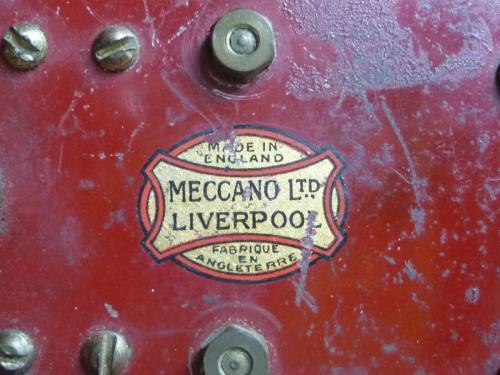 MADE IN
ENGLAND
MECCANO LTD
LIVERPOOL
FABRIQUE
EN
ANGLETERRE